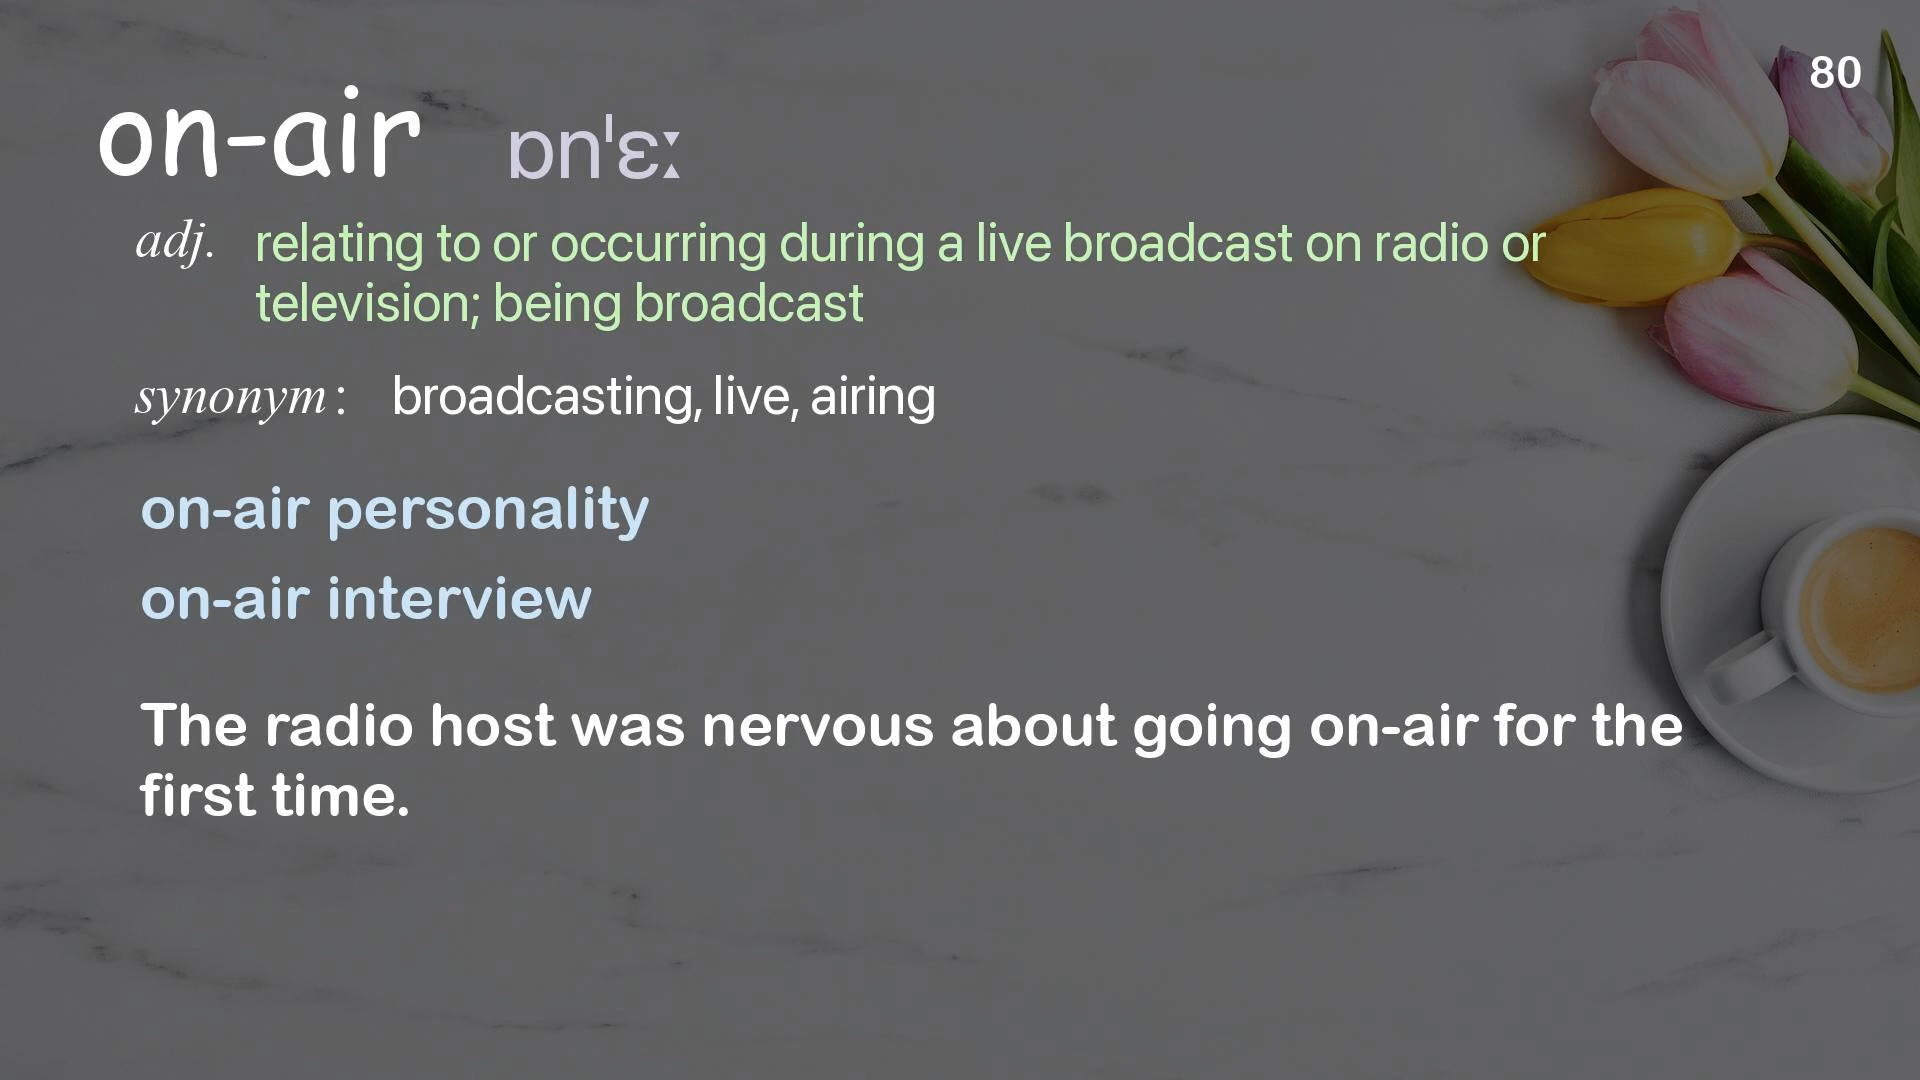 80
on-air ɒnˈɛː
adj. relating to or occurring during a live broadcast on radio or
television; being broadcast
synonym: broadcasting, live, airing
on-air personality
on-air interview
The radio host was nervous about going on-air for the
first time.